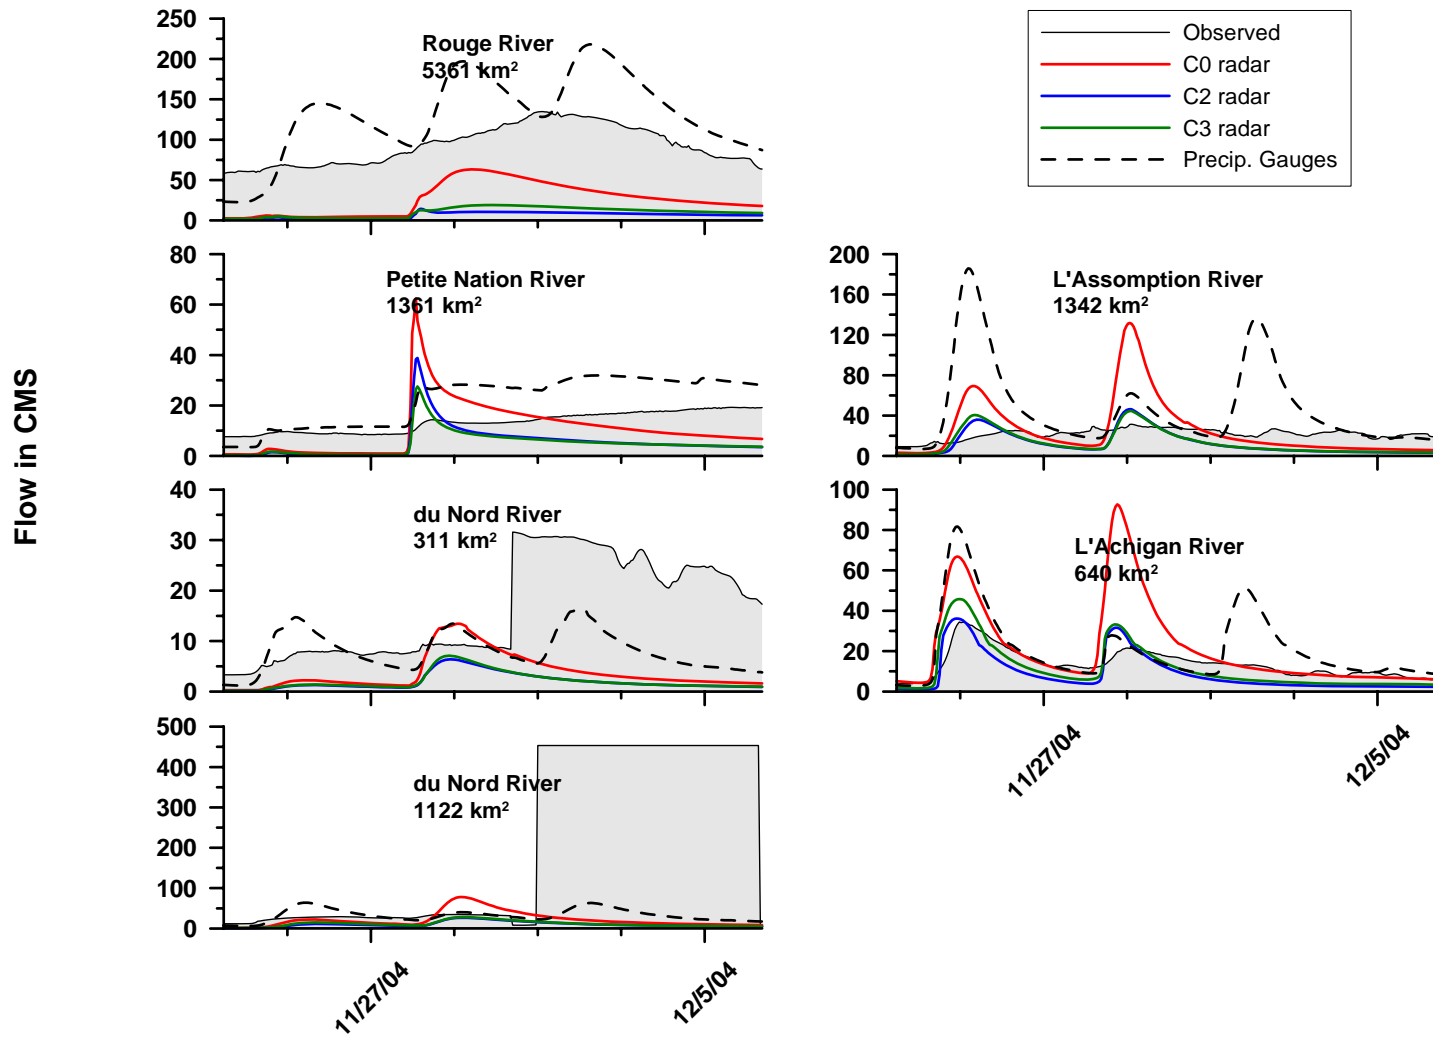 Flow in CMS
250
200
150
100
50
0
Rouge River
5361 km²
Observed
C0 radar
C2 radar
C3 radar
Precip. Gauges
80
60
40
20
0
Petite Nation River
1361 km²
200
160
120
80
40
0
L'Assomption River
1342 km²
40
30
20
10
0
du Nord River
311 km²
100
80
60
40
20
0
L'Achigan River
640 km²
11/27/04
12/5/04
500
400
300
200
100
0
du Nord River
1122 km²
11/27/04
12/5/04